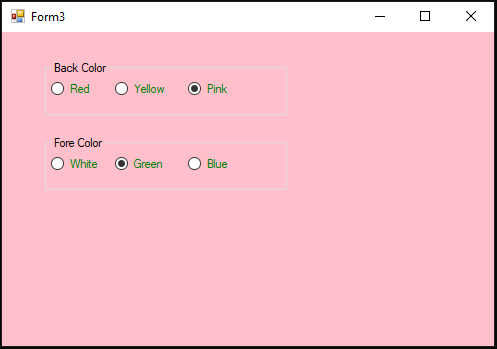 Form3
Back Color
Red Yellow Pink
Fore Color
White Green Blue